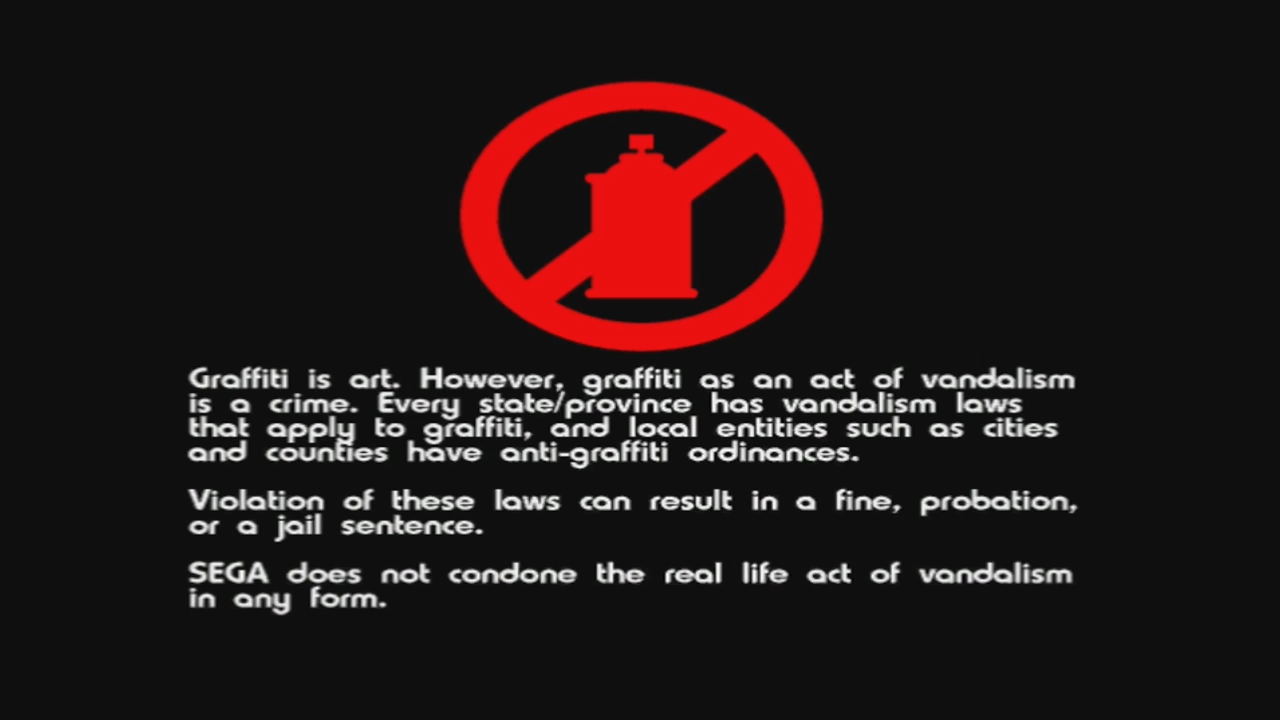 Graffiti is art. However, graffiti as an act of vandalism
is a crime. Every state/province has vandalism laws
that apply to graffiti, and local entities such as cities
and counties have anti-graffiti ordinances.
Violation of these laws can result in a fine, probation,
or a jail sentence.
SEGA does not condone the real life act of vandalism
in any form.